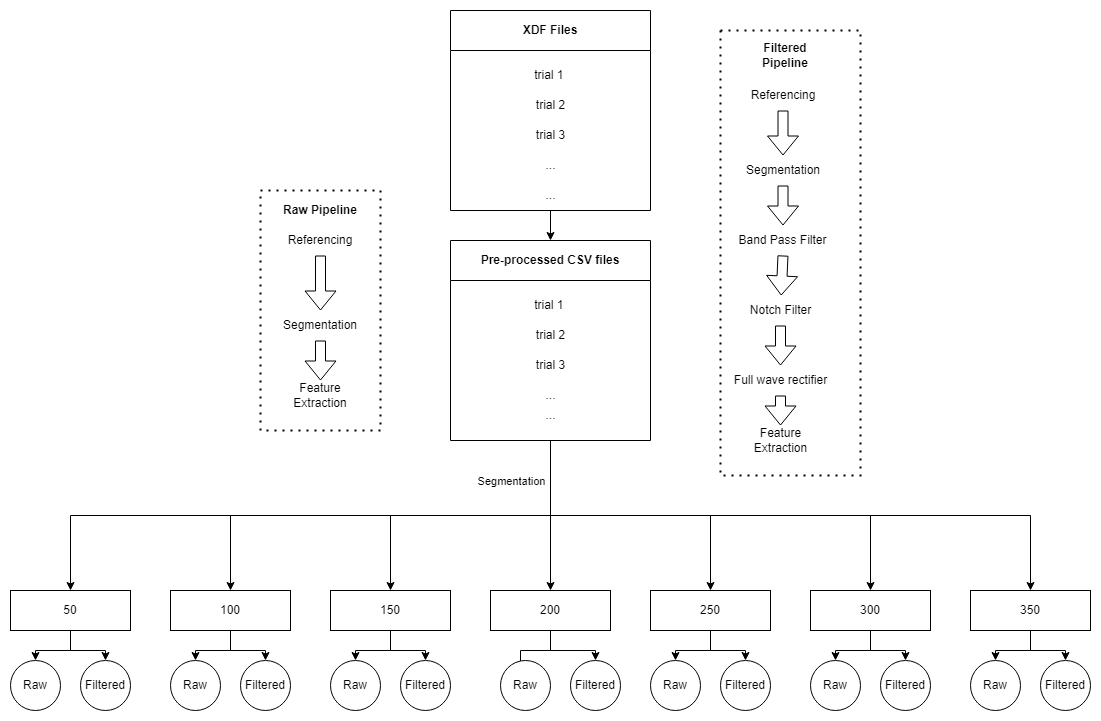 XDF Files
trial 1
trial 2
trial 3
...
...
Filtered
Pipeline
Referencing
Segmentation
Band Pass Filter
Notch Filter
Full wave rectifier
Feature
Extraction
Raw Pipeline
Referencing
Segmentation
Feature
Extraction
Pre-processed CSV files
trial 1
trial 2
trial 3
...
...
Segmentation
50
100
150
200
250
300
350
Raw
Filtered
Raw
Filtered
Raw
Filtered
Raw
Filtered
Raw
Filtered
Raw
Filtered
Raw
Filtered